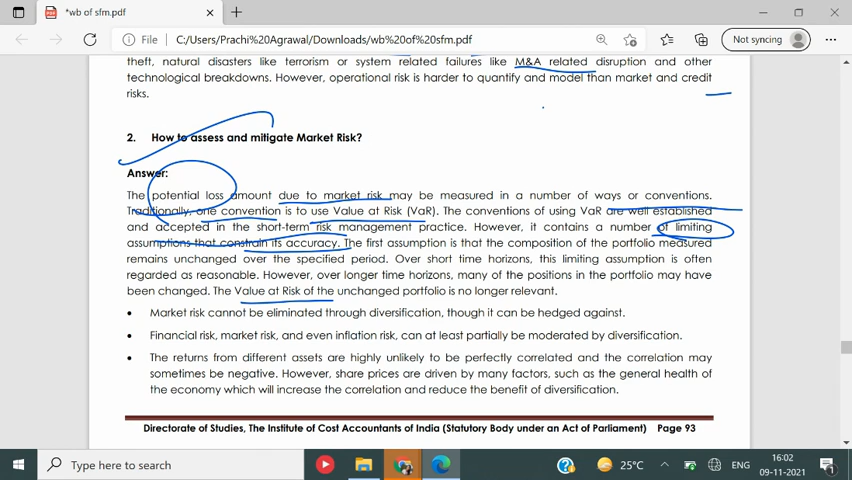 *wb of sfm.pdf
File C:/Users/Prachi%20Agrawal/Downloads/wb%20of%20sfm.pdf Not syncing
theft, natural disasters like terrorism or system related failures like M&A related disruption and other
technological breakdowns. However, operational risk is harder to quantify and model than market and credit
risks.
2. How to assess and mitigate Market Risk?
Answer:
The potential loss amount due to market risk may be measured in a number of ways or conventions.
Traditionally, one convention is to use Value at Risk (VaR). The conventions of using VaR are well established
and accepted in the short-term risk management practice. However, it contains a number of limiting
assumptions that constrain its accuracy. The first assumption is that the composition of the portfolio measured
remains unchanged over the specified period. Over short time horizons, this limiting assumption is often
regarded as reasonable. However, over longer time horizons, many of the positions in the portfolio may have
been changed. The Value at Risk of the unchanged portfolio is no longer relevant.
• Market risk cannot be eliminated through diversification, though it can be hedged against.
• Financial risk, market risk, and even inflation risk, can at least partially be moderated by diversification.
• The returns from different assets are highly unlikely to be perfectly correlated and the correlation may
sometimes be negative. However, share prices are driven by many factors, such as the general health of
the economy which will increase the correlation and reduce the benefit of diversification.
Directorate of Studies, The Institute of Cost Accountants of India (Statutory Body under an Act of Parliament) Page 93
Type here to search 25°C ENG 16:02
09-11-2021